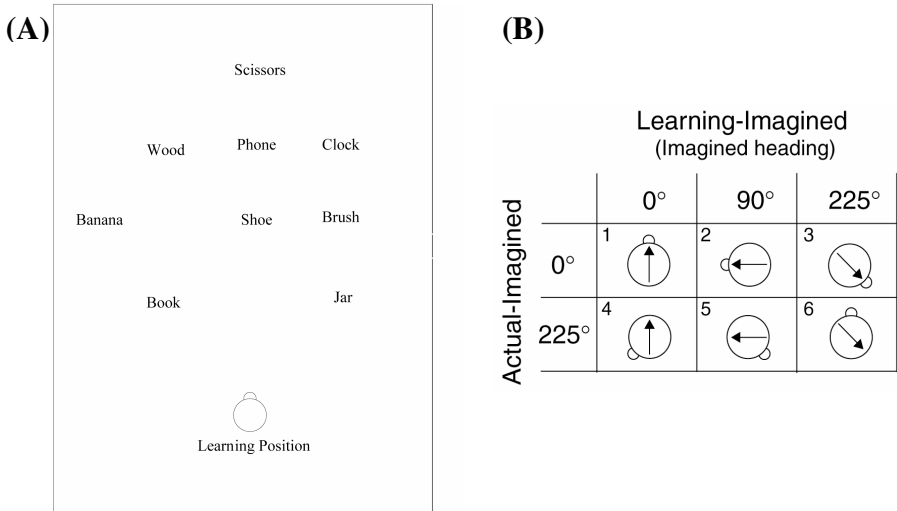 (A)
Scissors
Wood Phone Clock
Banana Shoe Brush
Book Jar
Learning Position
(B)
Learning-Imagined
(Imagined heading)
0° 90° 225°
Actual-Imagined
0°
1 2 3
225°
4 5 6